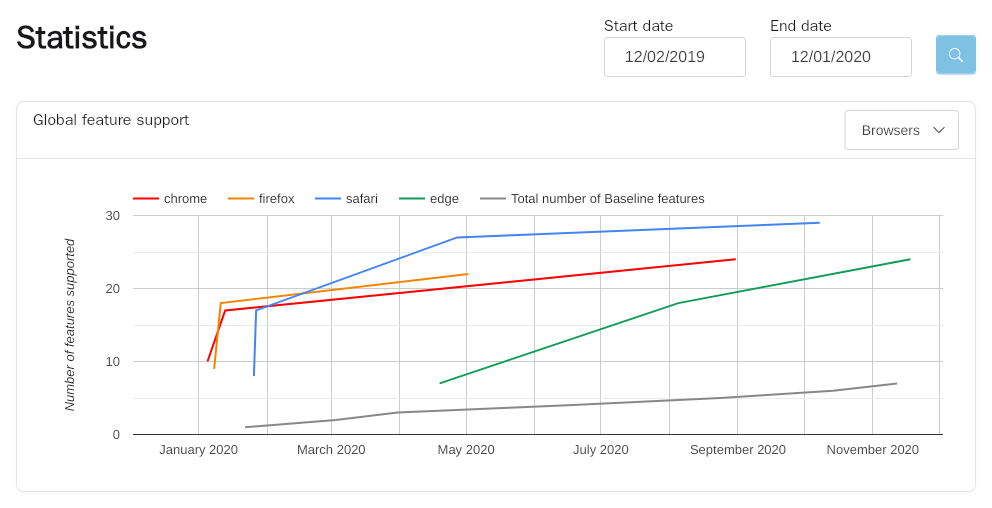 Statistics
Start date
End date
12/02/2019
12/01/2020
Global feature support
Browsers
chrome
firefox
safari
edge
Total number of Baseline features
Number of features supported
30
20
10
0
January 2020
March 2020
May 2020
July 2020
September 2020
November 2020